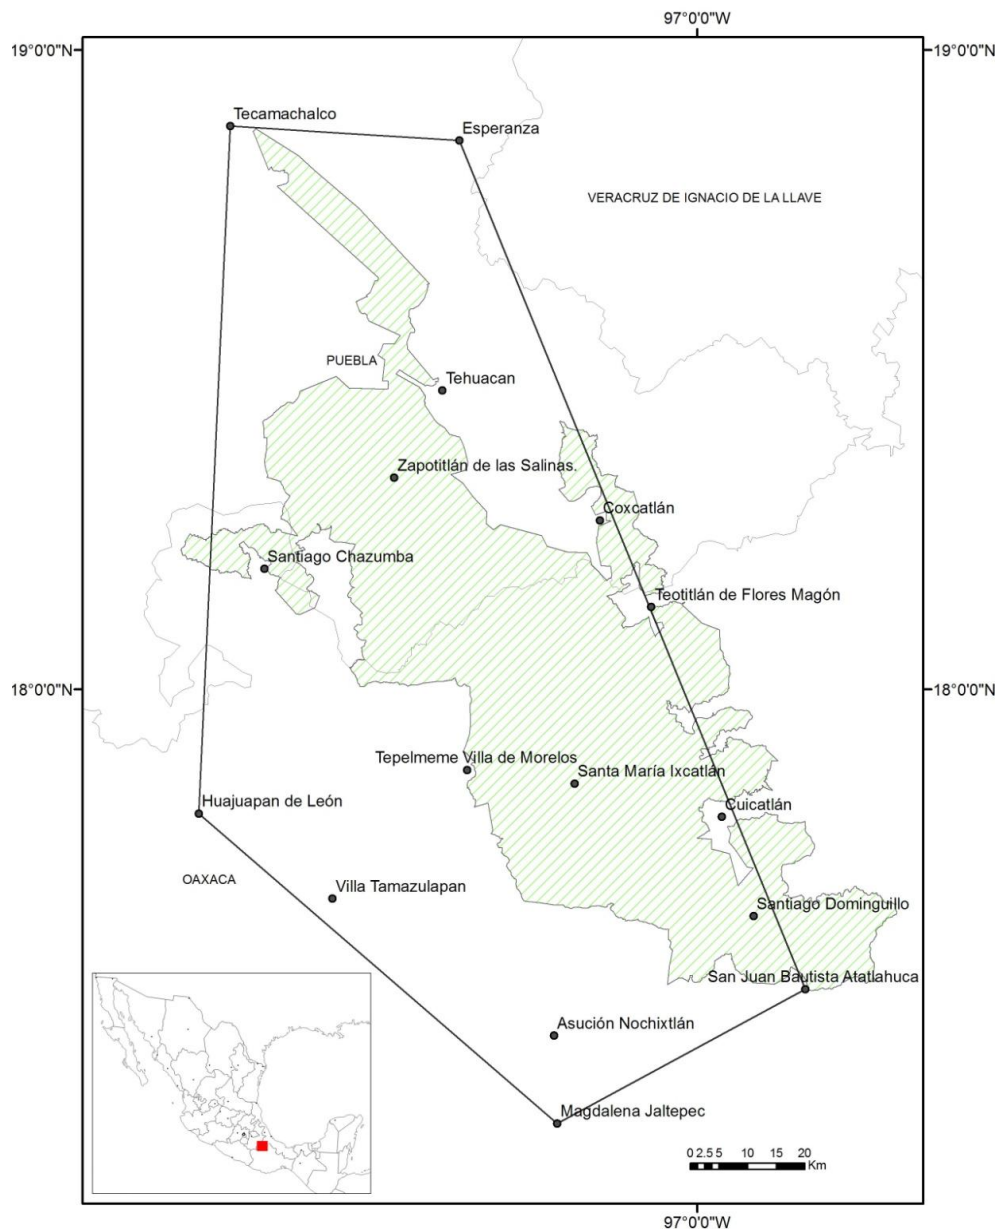 97°0'0"W
19°0'0"N
19°0'0"N
Tecamachalco
Esperanza
VERACRUZ DE IGNACIO DE LA LLAVE
PUEBLA
Tehuacan
Zapotitlán de las Salinas.
Coxcatlán
Santiago Chazumba
Teotitlán de Flores Magón
18°0'0"N
18°0'0"N
Tepelmeme Villa de Morelos
Santa María Ixcatlán
Huajuapan de León
Cuicatlán
OAXACA
Villa Tamazulapan
Santiago Dominguillo
San Juan Bautista Atatlahuca
Asución Nochixtlán
Magdalena Jaltepec
0 2.5 5 10 15 20
Km
97°0'0"W